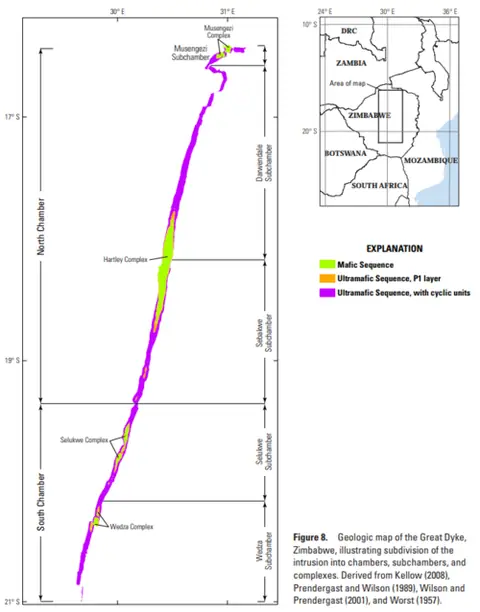 30° E
31° E
Musengezi
Complex
Musengezi
Subchamber
17° S
Darwendale
Subchamber
North Chamber
Hartley Complex
Sebakwe
Subchamber
19° S
Selukwe Complex
Selukwe
Subchamber
South Chamber
Wedza Complex
Wedza
Subchamber
21° S
24° E
30° E
36° E
10° S
DRC
ZAMBIA
Area of map
ZIMBABWE
20° S
BOTSWANA
MOZAMBIQUE
SOUTH AFRICA
EXPLANATION
Mafic Sequence
Ultramafic Sequence, P1 layer
Ultramafic Sequence, with cyclic units
Figure 8. Geologic map of the Great Dyke,
Zimbabwe, illustrating subdivision of the
intrusion into chambers, subchambers, and
complexes. Derived from Kellow (2008),
Prendergast and Wilson (1989), Wilson and
Prendergast (2001), and Worst (1957).